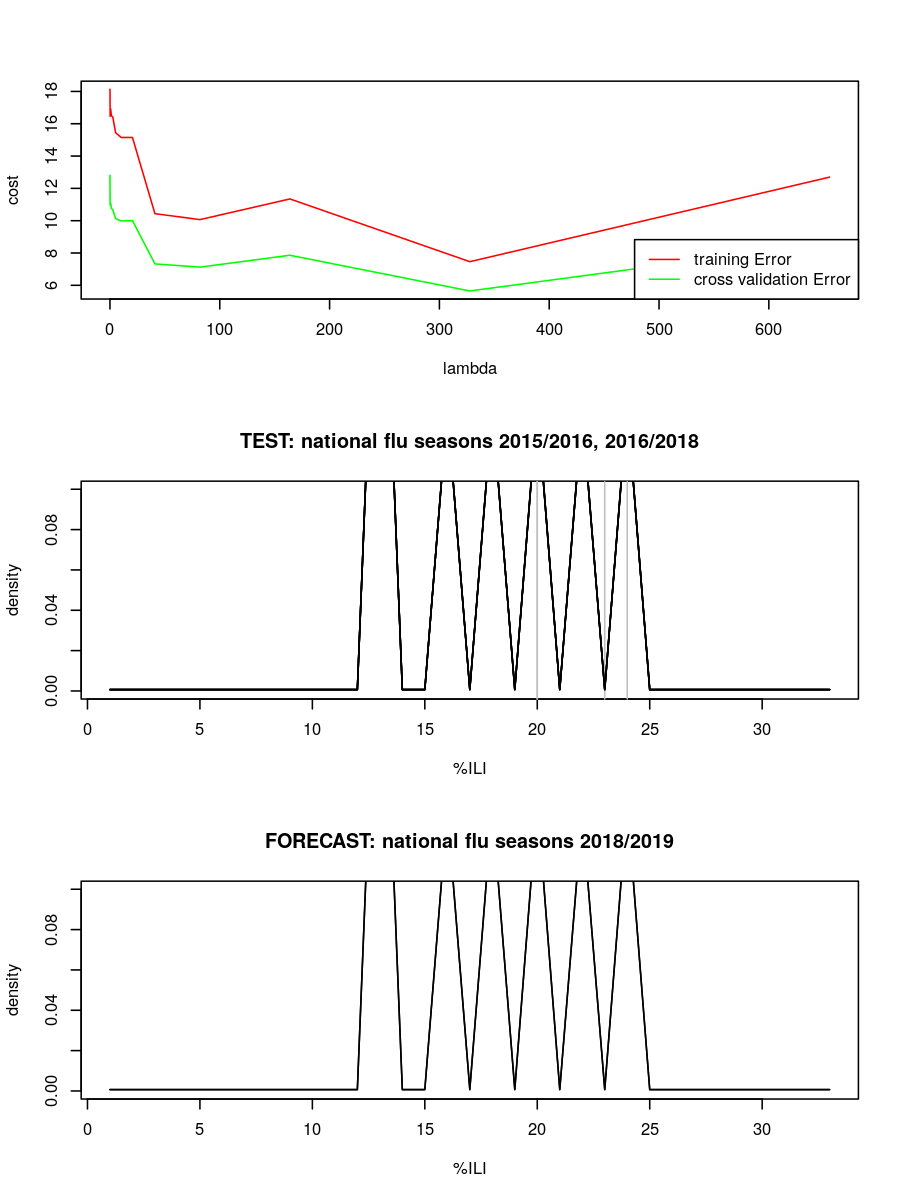 18
16
14
12
10
8
6
cost
training Error
cross validation Error
0 100 200 300 400 500 600
lambda
TEST: national flu seasons 2015/2016, 2016/2018
0.08
0.04
0.00
density
0 5 10 15 20 25 30
%ILI
FORECAST: national flu seasons 2018/2019
0.08
0.04
0.00
density
0 5 10 15 20 25 30
%ILI